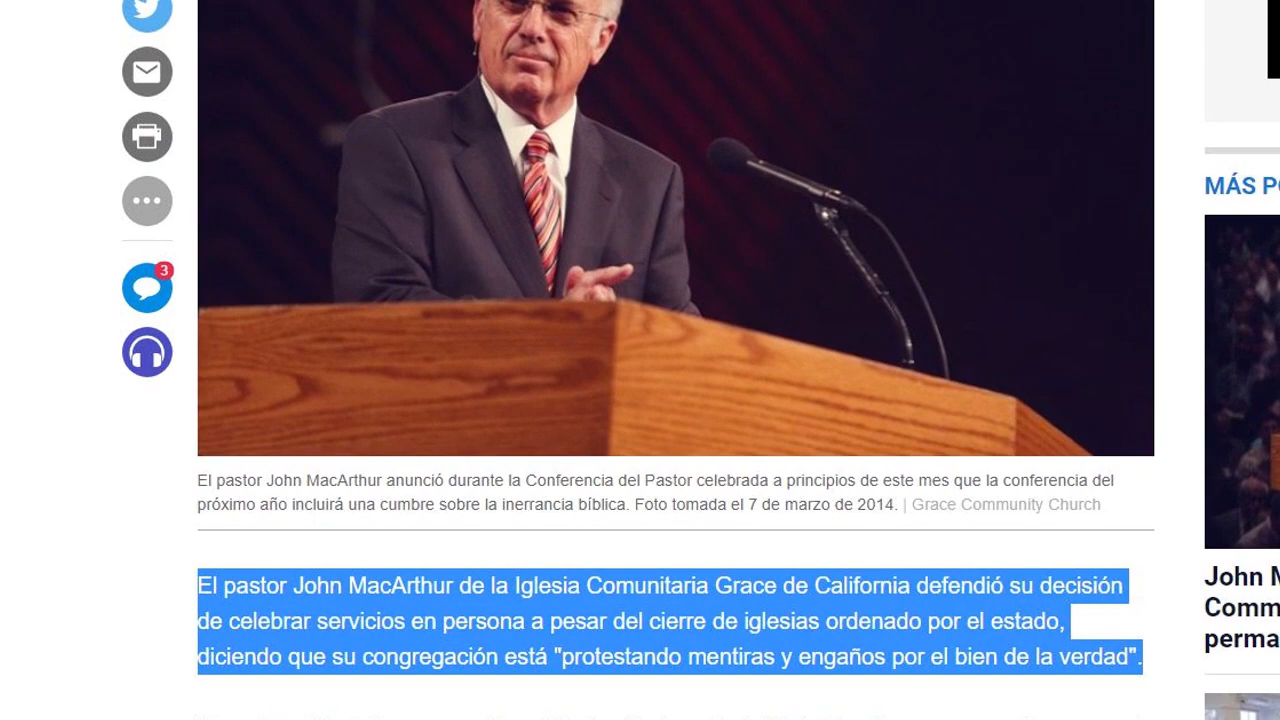 3
El pastor John MacArthur anunció durante la Conferencia del Pastor celebrada a principios de este mes que la conferencia del
próximo año incluirá una cumbre sobre la inerrancia bíblica. Foto tomada el 7 de marzo de 2014. | Grace Community Church
El pastor John MacArthur de la Iglesia Comunitaria Grace de California defendió su decisión
de celebrar servicios en persona a pesar del cierre de iglesias ordenado por el estado,
diciendo que su congregación está "protestando mentiras y engaños por el bien de la verdad".
MÁS
John